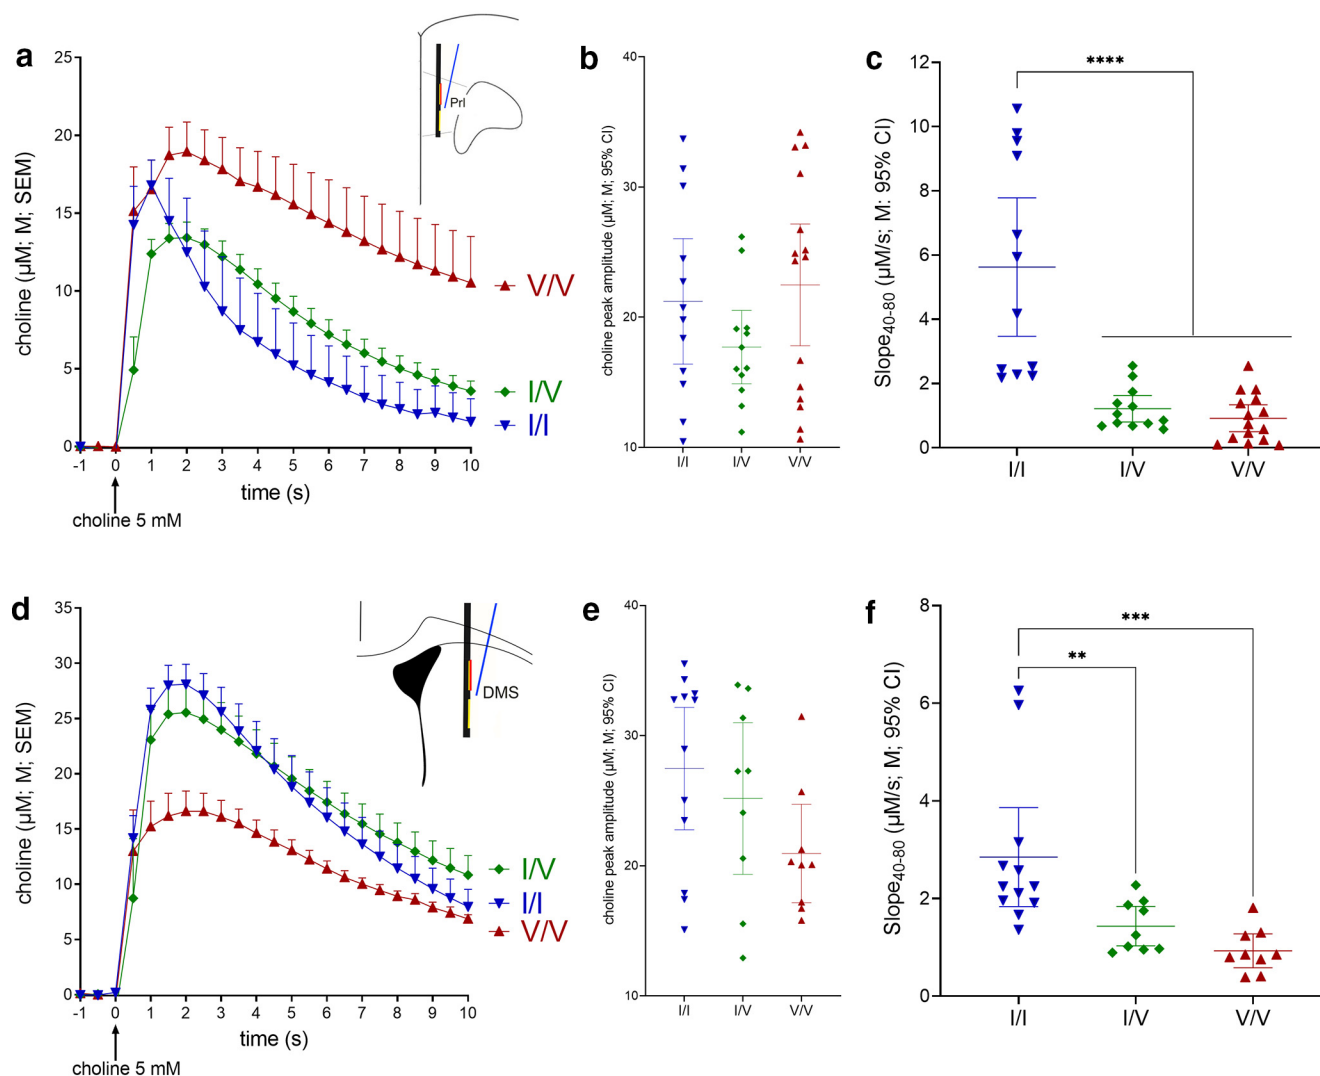 a
25
20
15
10
5
0
choline (µM; M; SEM)
-1 0 1 2 3 4 5 6 7 8 9 10
time (s)
choline 5 mM
Prl
V/V
I/V
I/I
b
40
30
20
10
choline peak amplitude (µM; M; 95% CI)
I/I I/V V/V
c
12
10
8
6
4
2
0
Slope40-80 (µM/s; M: 95% CI)
****
I/I I/V V/V
d
35
30
25
20
15
10
5
0
choline (µM; M; SEM)
-1 0 1 2 3 4 5 6 7 8 9 10
time (s)
choline 5 mM
DMS
I/V
I/I
V/V
e
40
30
20
10
choline peak amplitude (µM; M; 95% CI)
I/I I/V V/V
f
8
6
4
2
0
Slope40-80 (µM/s; M; 95% CI)
***
**
I/I I/V V/V